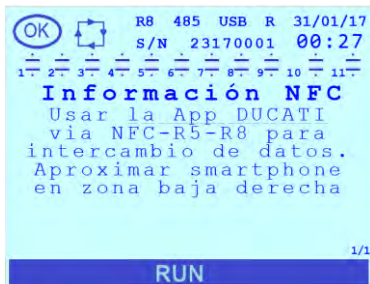 OK R8 485 USB R 31/01/17
S/N 23170001 00:27
1 2 3 4 5 6 7 8 9 10 11
Información NFC
Usar la App DUCATI
via NFC-R5-R8 para
intercambio de datos.
Aproximar smartphone
en zona baja derecha
1/1
RUN